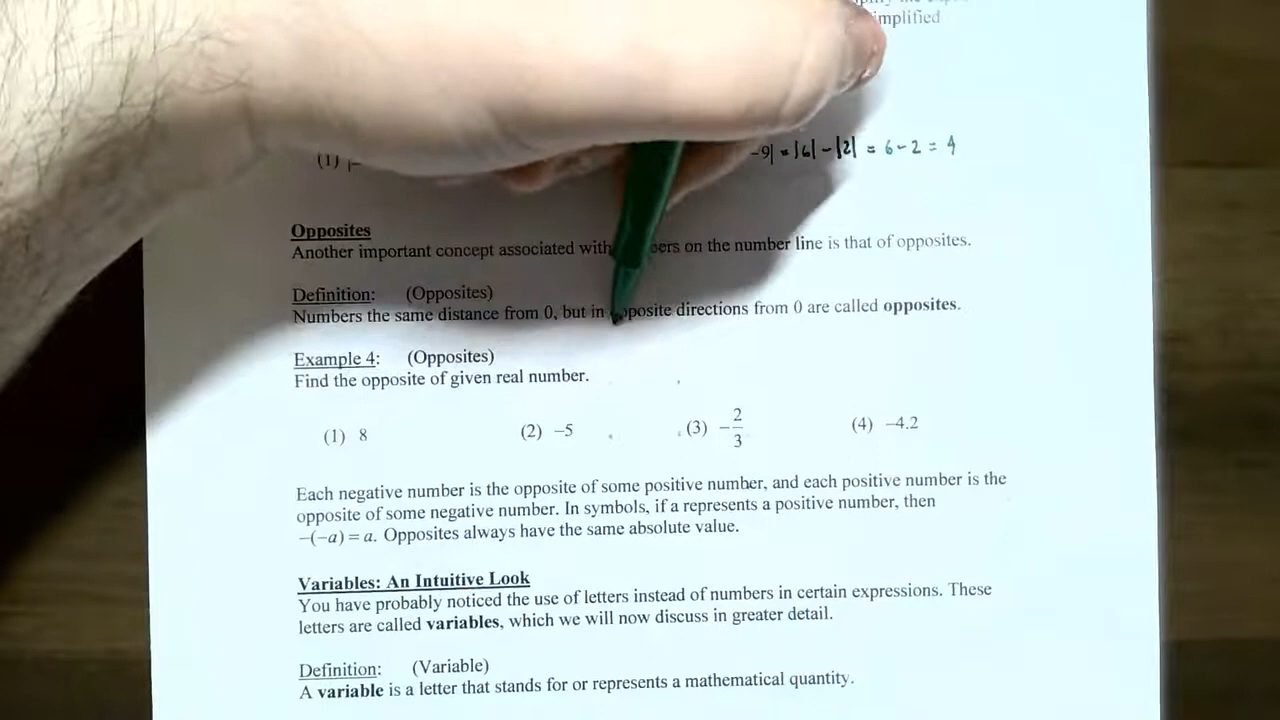 implified
(1)
-9| = |6| - |2| = 6 - 2 = 4
Opposites
Another important concept associated with on the number line is that of opposites.
Definition: (Opposites)
Numbers the same distance from 0, but in opposite directions from 0 are called opposites.
Example 4: (Opposites)
Find the opposite of given real number.
(1) 8 (2) −5 (3) −2/3 (4) −4.2
Each negative number is the opposite of some positive number, and each positive number is the
opposite of some negative number. In symbols, if a represents a positive number, then
−(−a) = a. Opposites always have the same absolute value.
Variables: An Intuitive Look
You have probably noticed the use of letters instead of numbers in certain expressions. These
letters are called variables, which we will now discuss in greater detail.
Definition: (Variable)
A variable is a letter that stands for or represents a mathematical quantity.